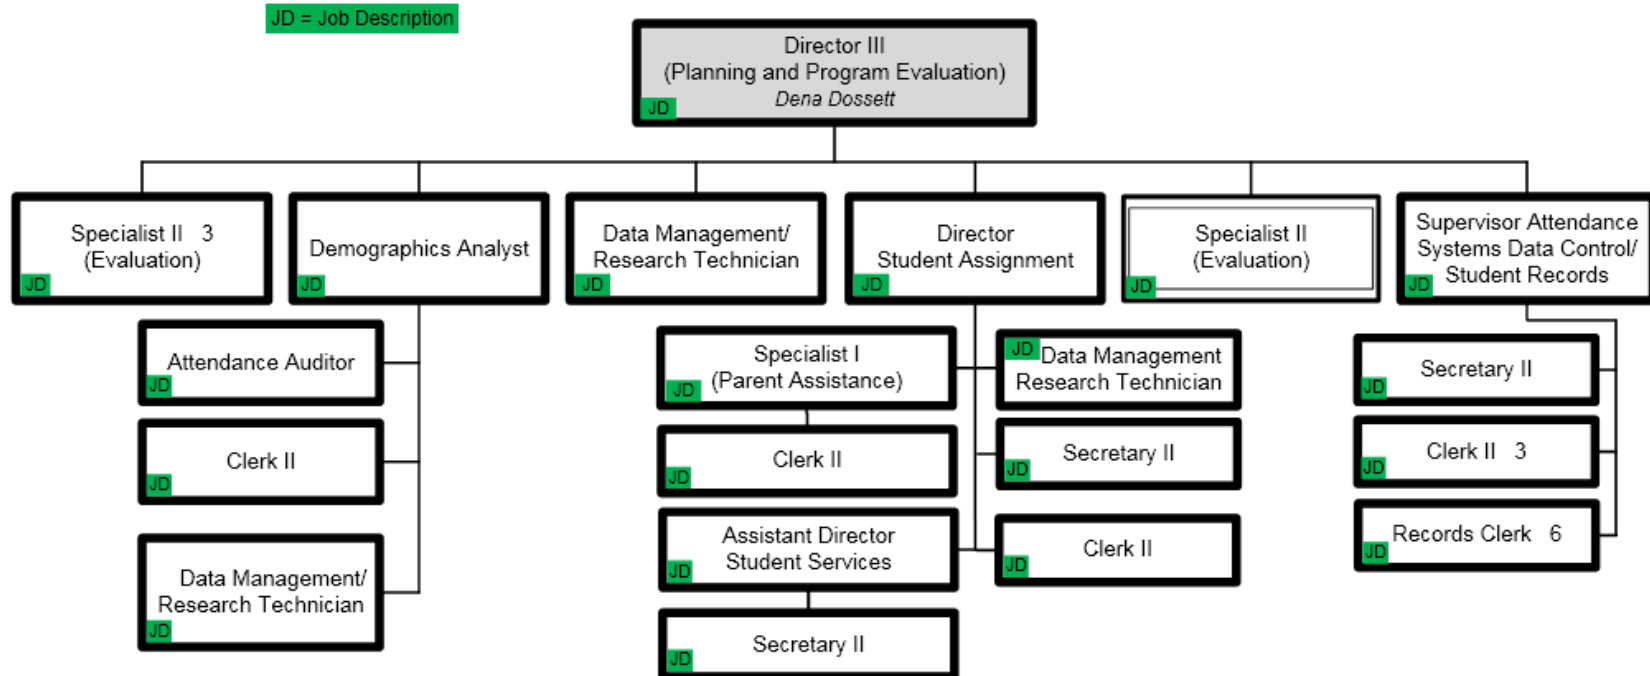 JD = Job Description
Director III
(Planning and Program Evaluation)
Dena Dossett
JD
Specialist II 3
(Evaluation)
JD
Demographics Analyst
JD
Data Management/
Research Technician
JD
Director
Student Assignment
JD
Specialist II
(Evaluation)
JD
Supervisor Attendance
Systems Data Control/
Student Records
JD
Attendance Auditor
JD
Clerk II
JD
Data Management/
Research Technician
JD
Specialist I
(Parent Assistance)
JD
Clerk II
JD
Assistant Director
Student Services
JD
Secretary II
JD
JD Data Management
Research Technician
Secretary II
JD
Clerk II
JD
Secretary II
JD
Clerk II 3
JD
Records Clerk 6
JD